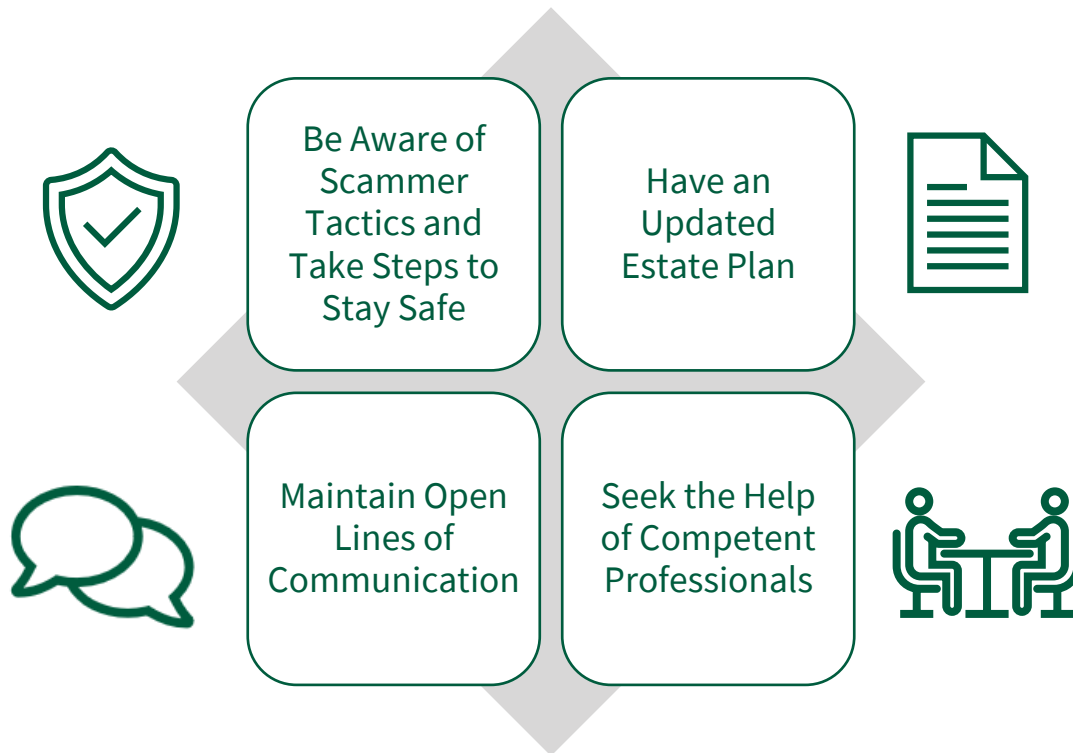 Be Aware of
Scammer
Tactics and
Take Steps to
Stay Safe
Have an
Updated
Estate Plan
Maintain Open
Lines of
Communication
Seek the Help
of Competent
Professionals